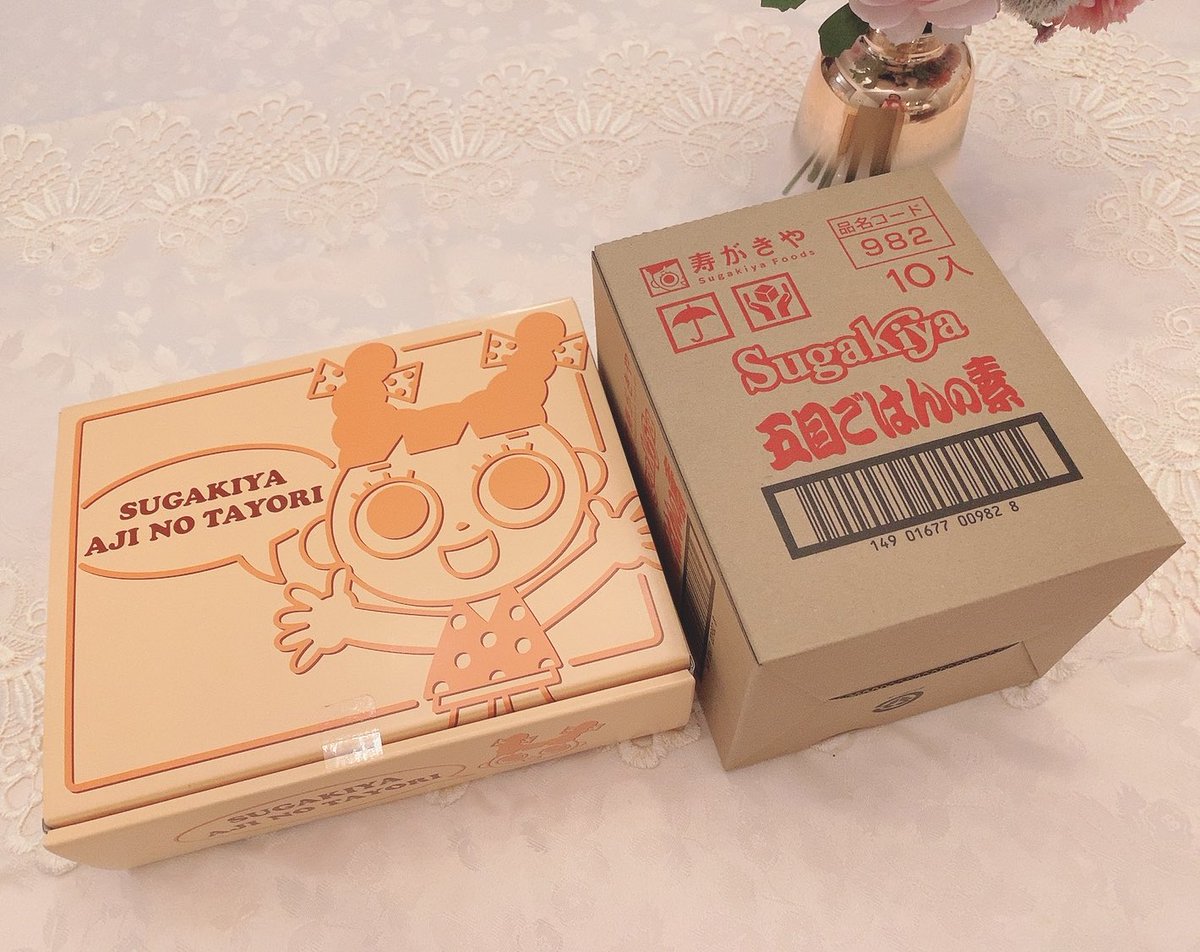 SUGAKIYA
AJI NO TAYORI
SUGAKIYA
AJI NO TAYORI
寿がきや
Sugakiya Foods
品名コード
982
10入
Sugakiya
五目ごはんの素
149 01677 00982 8